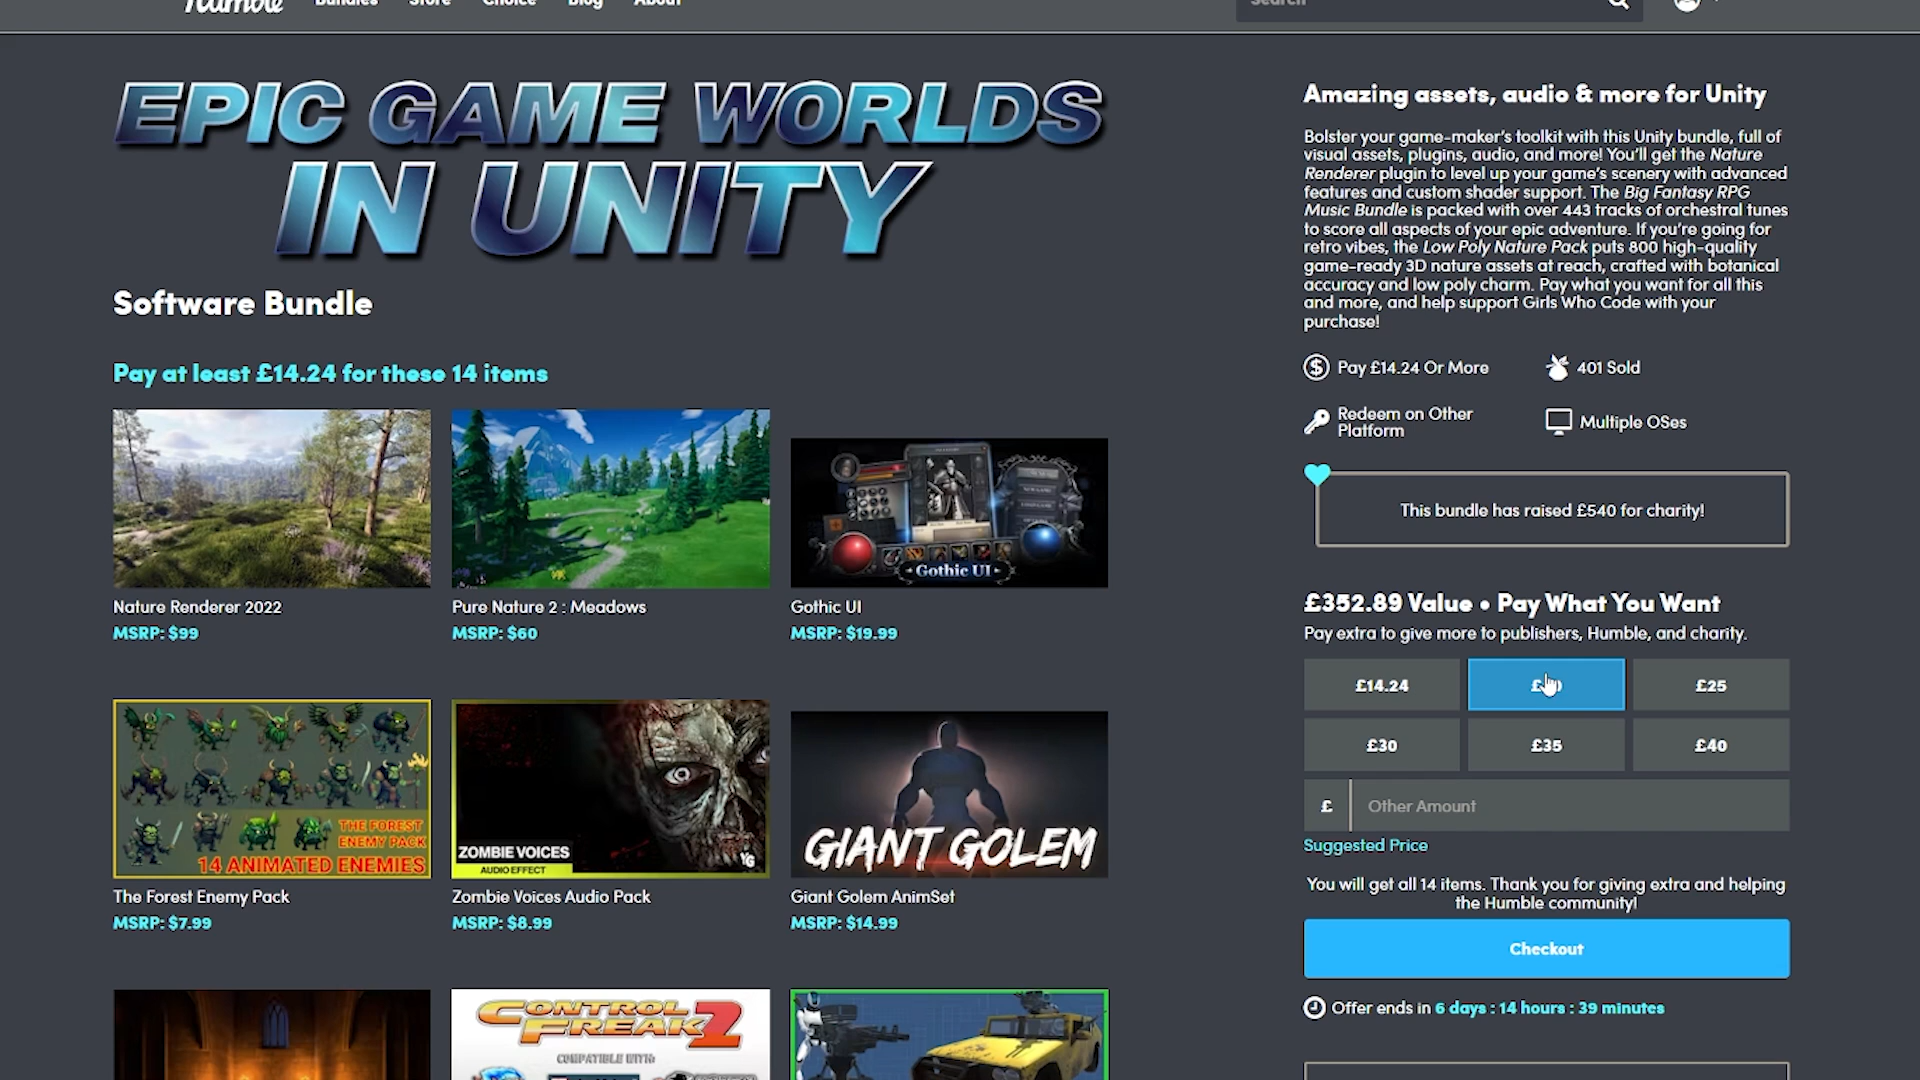 Humble
Bundles
Store
Choice
Blog
About
Search
EPIC GAME WORLDS
IN UNITY
Software Bundle
Pay at least £14.24 for these 14 items
Gothic UI
Nature Renderer 2022
MSRP: $99
Pure Nature 2 : Meadows
MSRP: $60
Gothic UI
MSRP: $19.99
THE FOREST
ENEMY PACK
14 ANIMATED ENEMIES
ZOMBIE VOICES
AUDIO EFFECT
YG
GIANT GOLEM
The Forest Enemy Pack
MSRP: $7.99
Zombie Voices Audio Pack
MSRP: $8.99
Giant Golem AnimSet
MSRP: $14.99
CONTROL
FREAK 2
COMPATIBLE WITH:
Amazing assets, audio & more for Unity
Bolster your game-maker's toolkit with this Unity bundle, full of
visual assets, plugins, audio, and more! You'll get the Nature
Renderer plugin to level up your game's scenery with advanced
features and custom shader support. The Big Fantasy RPG
Music Bundle is packed with over 443 tracks of orchestral tunes
to score all aspects of your epic adventure. If you're going for
retro vibes, the Low Poly Nature Pack puts 800 high-quality
game-ready 3D nature assets at reach, crafted with botanical
accuracy and low poly charm. Pay what you want for all this
and more, and help support Girls Who Code with your
purchase!
Pay £14.24 Or More
401 Sold
Redeem on Other
Platform
Multiple OSes
This bundle has raised £540 for charity!
£352.89 Value • Pay What You Want
Pay extra to give more to publishers, Humble, and charity.
£14.24
£25
£30
£35
£40
£
Other Amount
Suggested Price
You will get all 14 items. Thank you for giving extra and helping
the Humble community!
Checkout
Offer ends in 6 days : 14 hours : 39 minutes